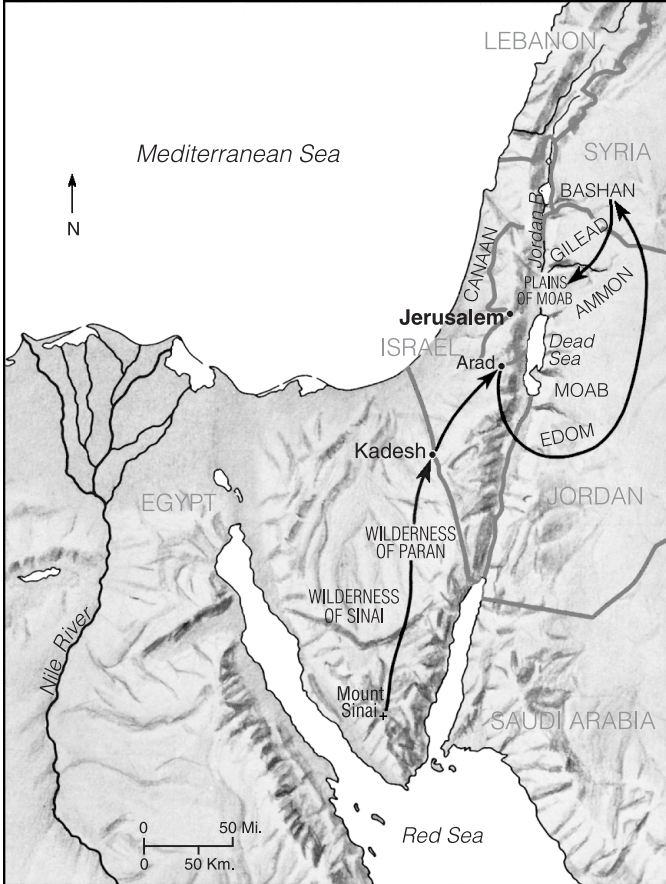 LEBANON
Mediterranean Sea
SYRIA
N
BASHAN
Jordan R.
GILEAD
CANAAN
PLAINS
OF MOAB
AMMON
Jerusalem
ISRAEL
Dead
Sea
Arad
MOAB
EDOM
Kadesh
EGYPT
JORDAN
WILDERNESS
OF PARAN
WILDERNESS
OF SINAI
Nile River
Mount
Sinai
SAUDI ARABIA
0 50 Mi.
0 50 Km.
Red Sea